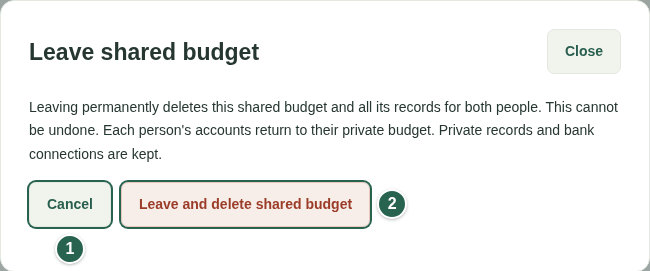 Leave shared budget
Close
Leaving permanently deletes this shared budget and all its records for both people. This cannot
be undone. Each person's accounts return to their private budget. Private records and bank
connections are kept.
Cancel
Leave and delete shared budget
2
1